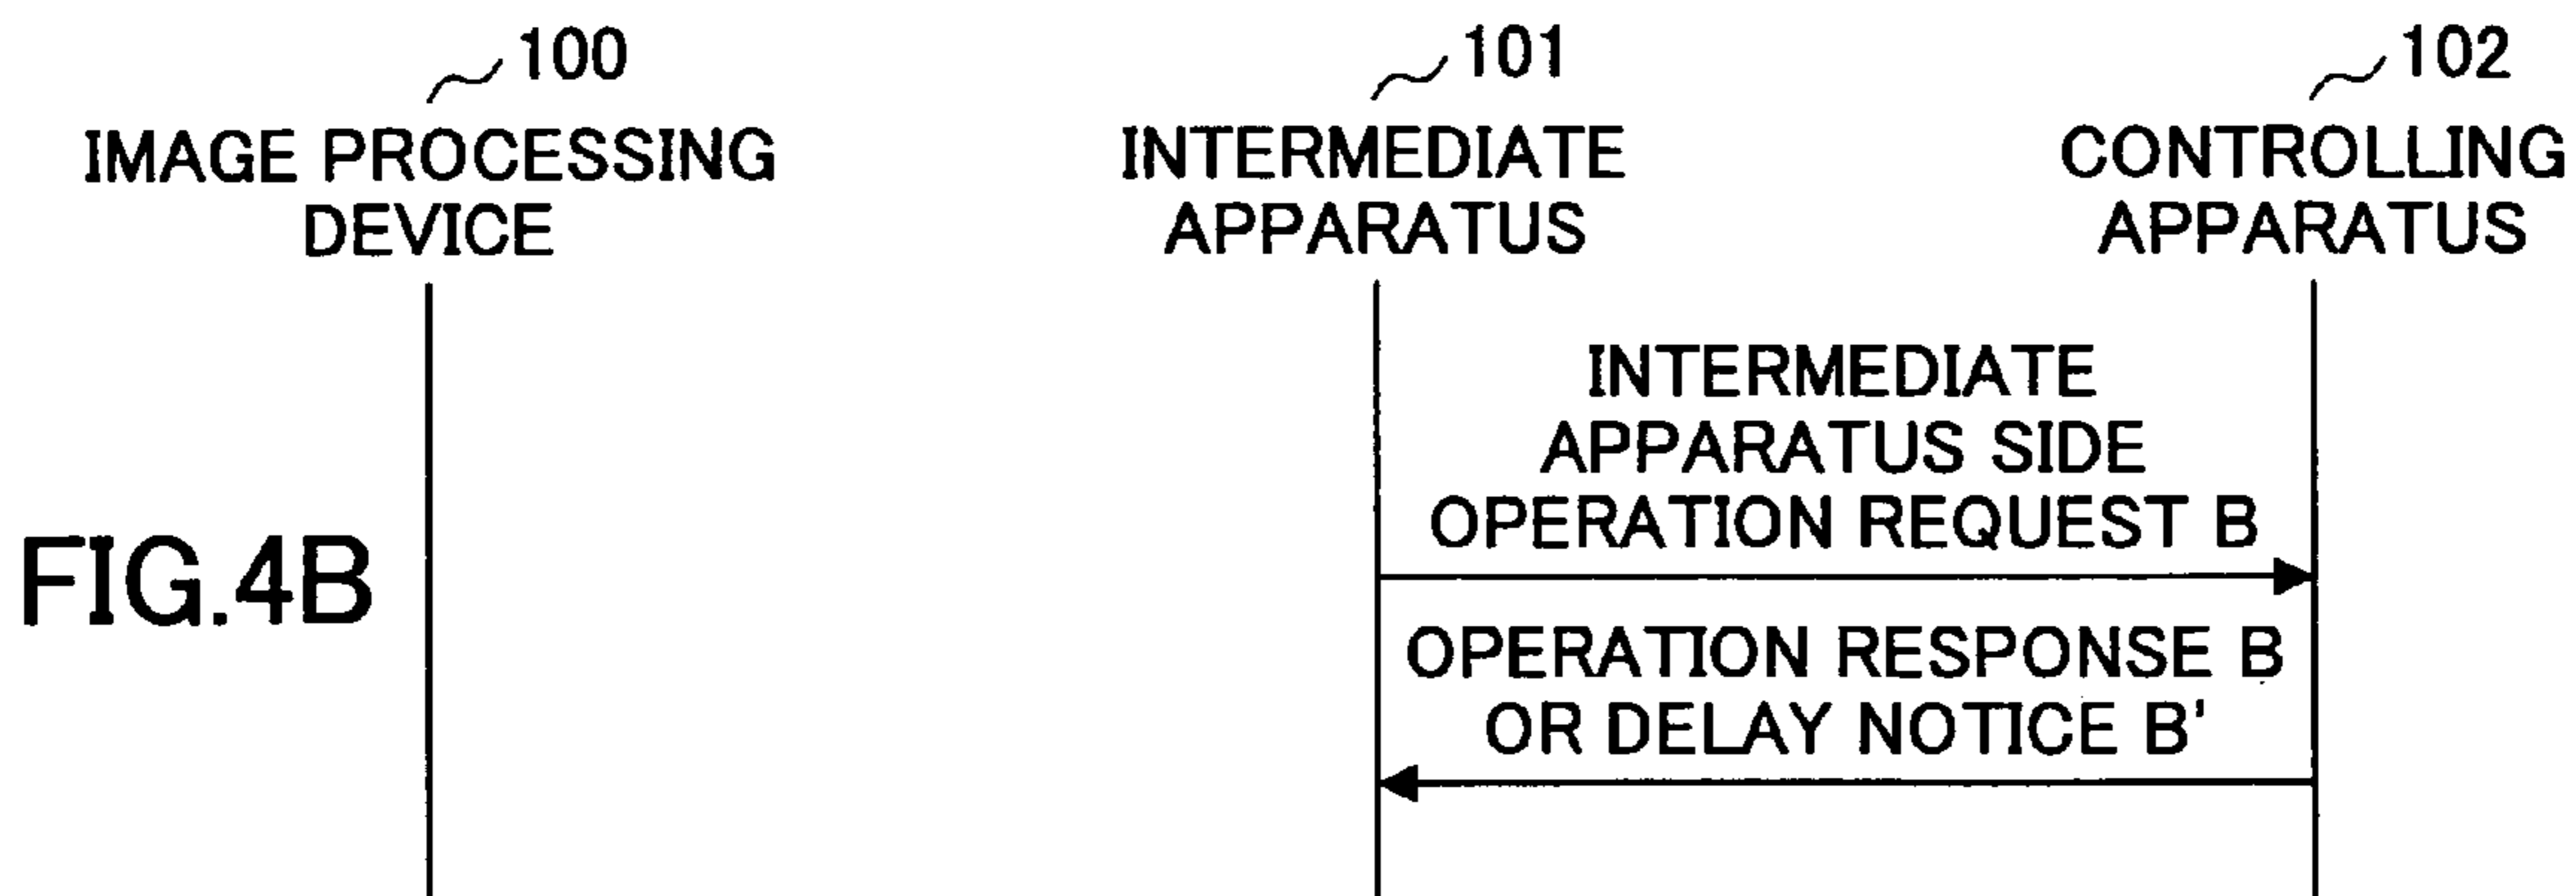 100
IMAGE PROCESSING
DEVICE
101
INTERMEDIATE
APPARATUS
102
CONTROLLING
APPARATUS
INTERMEDIATE
APPARATUS SIDE
OPERATION REQUEST B
FIG.4B
OPERATION RESPONSE B
OR DELAY NOTICE B'